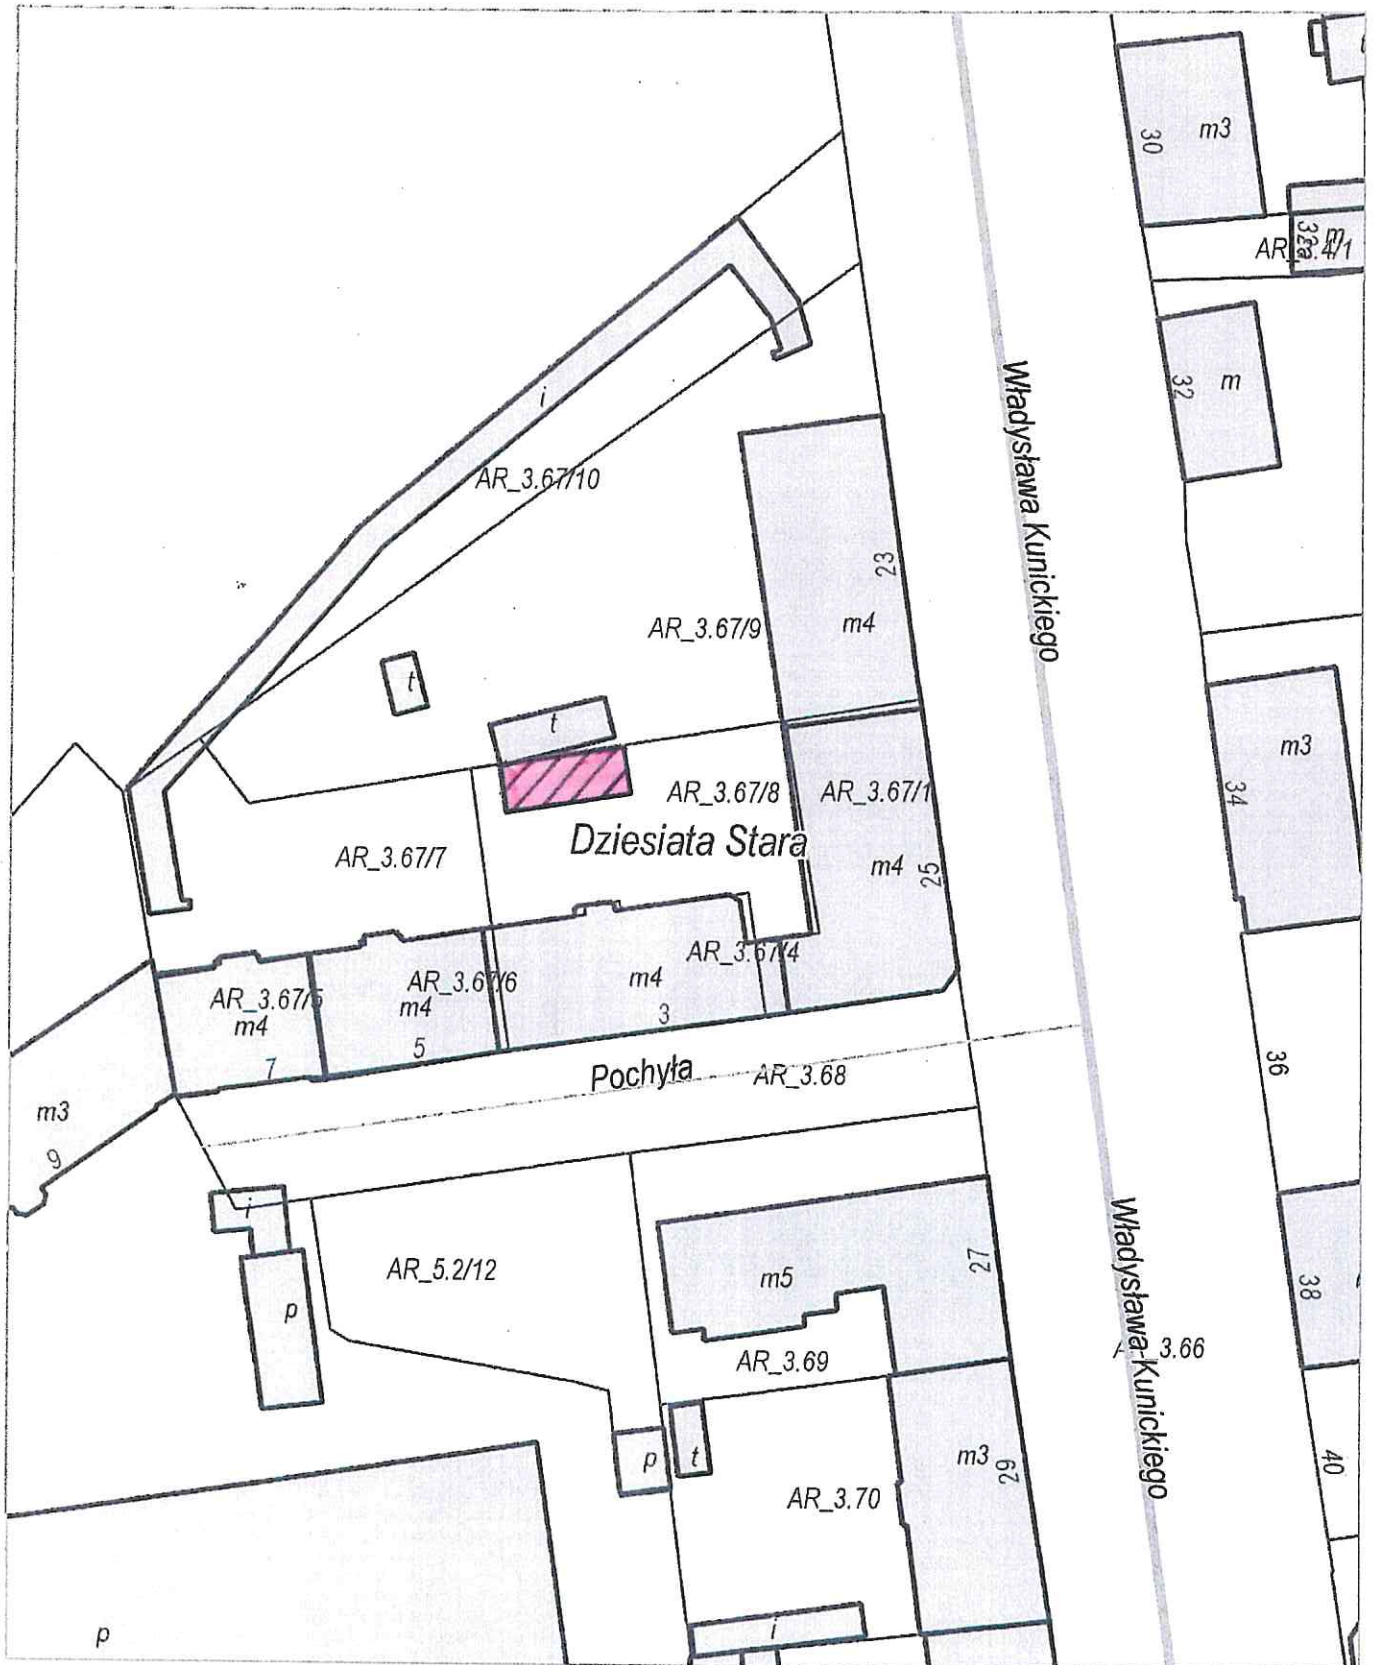 30
m3
32a
m
i
32
m
AR_3.67/10
23
AR_3.67/9
m4
Władysława Kunickiego
t
t
m3
34
AR_3.67/8
AR_3.67/1
Dziesiata Stara
AR_3.67/7
m4
25
AR_3.67/4
AR_3.67/6
m4
AR_3.67/5
m4
m4
3
5
7
Pochyła
AR_3.68
36
m3
9
i
AR_5.2/12
27
m5
38
p
AR_3.69
3.66
Władysława Kunickiego
p
t
m3
29
40
AR_3.70
i
p